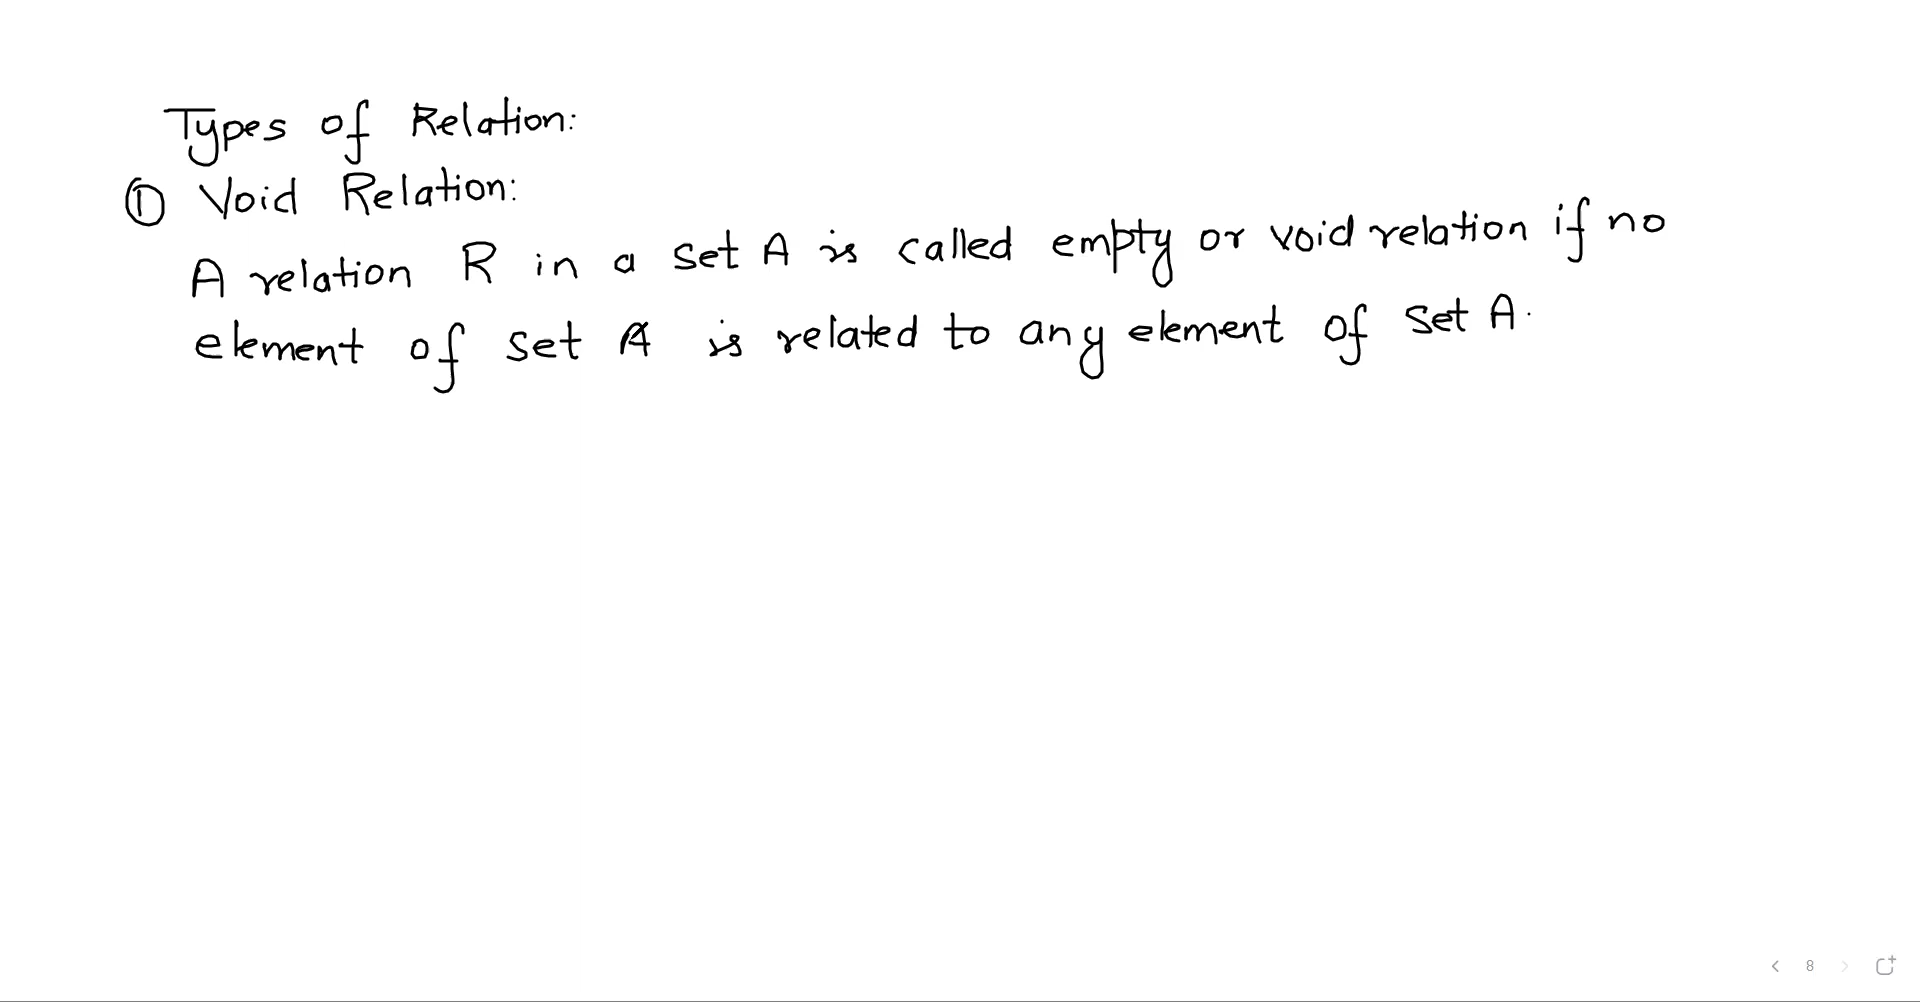 Types of Relation:
① Void Relation:
A relation R in a set A is called empty or void relation if no
element of set A is related to any element of set A.
8